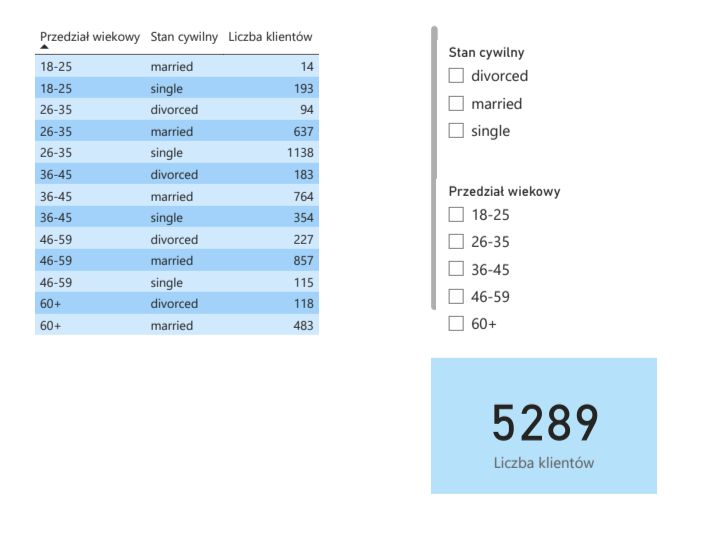 Przedział wiekowy Stan cywilny Liczba klientów
18-25 married 14
18-25 single 193
26-35 divorced 94
26-35 married 637
26-35 single 1138
36-45 divorced 183
36-45 married 764
36-45 single 354
46-59 divorced 227
46-59 married 857
46-59 single 115
60+ divorced 118
60+ married 483
Stan cywilny
divorced
married
single
Przedział wiekowy
18-25
26-35
36-45
46-59
60+
5289
Liczba klientów